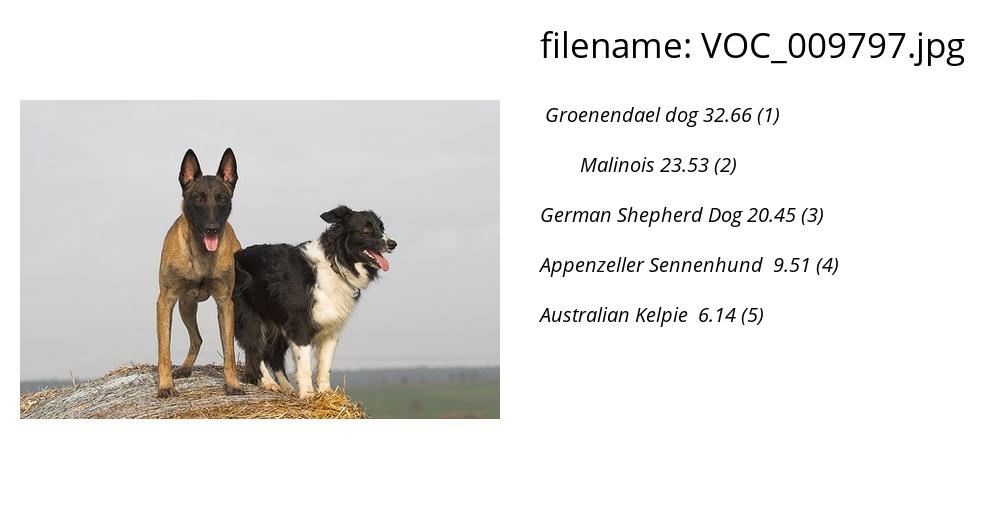 filename: VOC_009797.jpg
Groenendael dog 32.66 (1)
Malinois 23.53 (2)
German Shepherd Dog 20.45 (3)
Appenzeller Sennenhund 9.51 (4)
Australian Kelpie 6.14 (5)